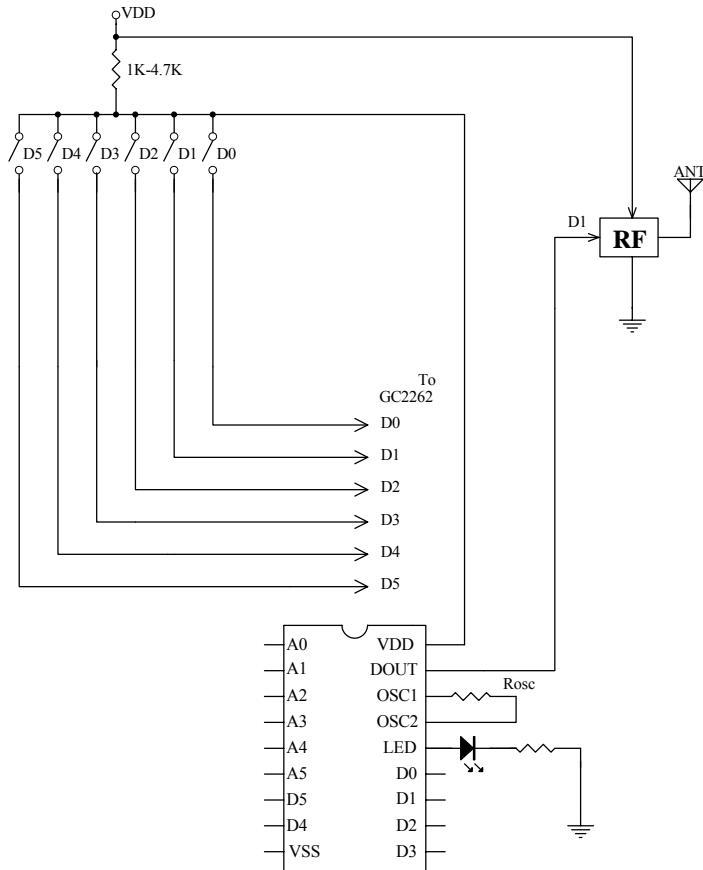 VDD
1K-4.7K
D5 D4 D3 D2 D1 D0
ANT
D1
RF
To
GC2262
D0
D1
D2
D3
D4
D5
A0 VDD
A1 DOUT
A2 OSC1 Rosc
A3 OSC2
A4 LED
A5 D0
D5 D1
D4 D2
VSS D3